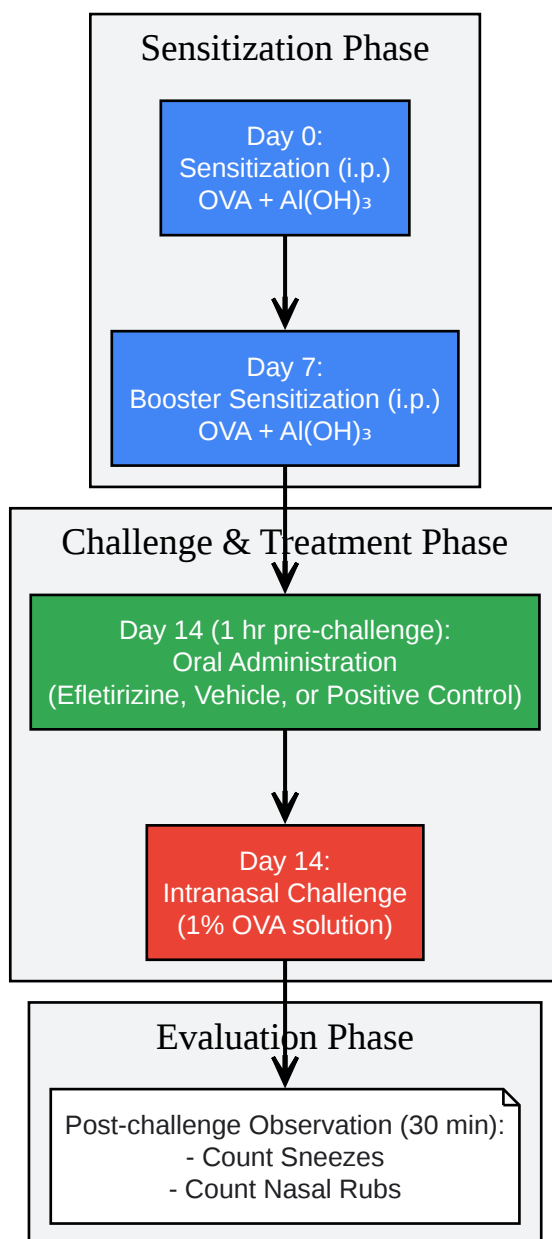 Sensitization Phase
Day 0:
Sensitization (i.p.)
OVA + Al(OH)₃
Day 7:
Booster Sensitization (i.p.)
OVA + Al(OH)₃
Challenge & Treatment Phase
Day 14 (1 hr pre-challenge):
Oral Administration
(Efletirizine, Vehicle, or Positive Control)
Day 14:
Intranasal Challenge
(1% OVA solution)
Evaluation Phase
Post-challenge Observation (30 min):
- Count Sneezes
- Count Nasal Rubs